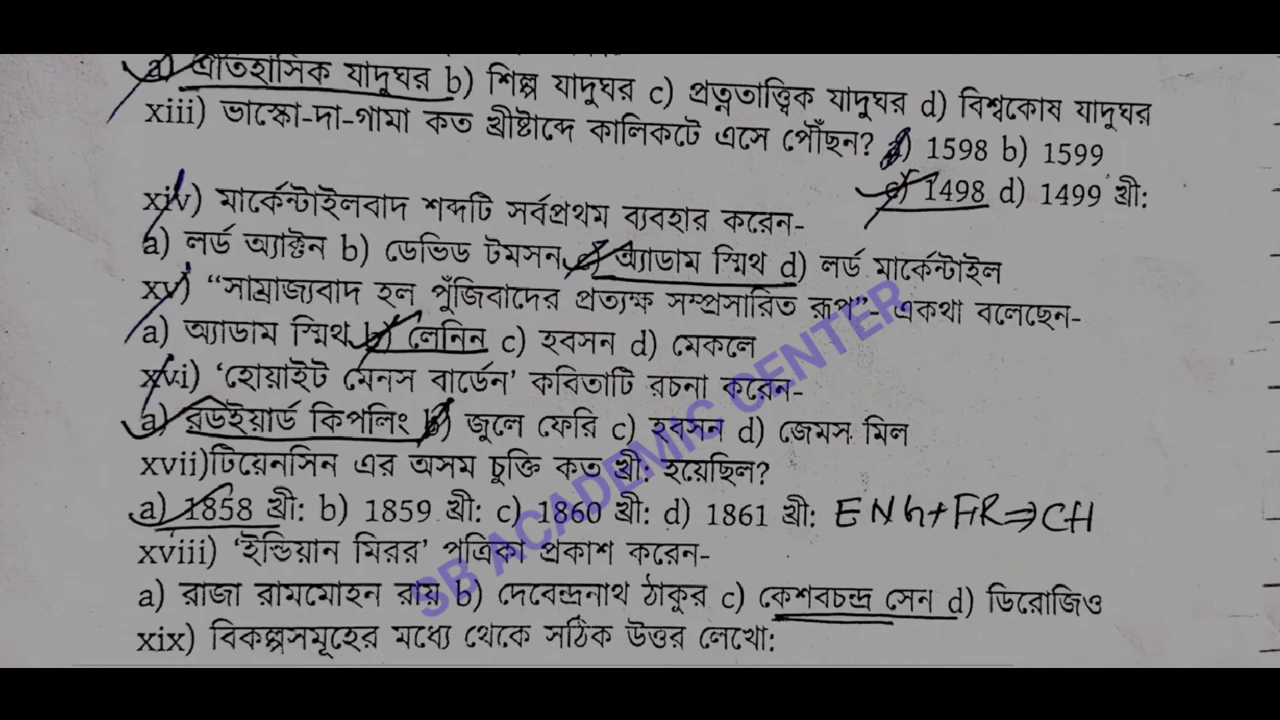 a) ঐতিহাসিক যাদুঘর b) শিল্প যাদুঘর c) প্রত্নতাত্ত্বিক যাদুঘর d) বিশ্বকোষ যাদুঘর
xiii) ভাস্কো-দা-গামা কত খ্রীষ্টাব্দে কালিকটে এসে পৌঁছন? a) 1598 b) 1599
c) 1498 d) 1499 খ্রী:
xiv) মার্কেন্টাইলবাদ শব্দটি সর্বপ্রথম ব্যবহার করেন-
a) লর্ড অ্যাক্টন b) ডেভিড টমসন c) অ্যাডাম স্মিথ d) লর্ড মার্কেন্টাইল
xv) “সাম্রাজ্যবাদ হল পুঁজিবাদের প্রত্যক্ষ সম্প্রসারিত রূপ”- একথা বলেছেন-
a) অ্যাডাম স্মিথ b) লেনিন c) হবসন d) মেকলে
xvi) ‘হোয়াইট মেনস বার্ডেন’ কবিতাটি রচনা করেন-
a) রডইয়ার্ড কিপলিং b) জুলে ফেরি c) হবসন d) জেমস মিল
xvii)টিয়েনসিন এর অসম চুক্তি কত খ্রী: হয়েছিল?
a) 1858 খ্রী: b) 1859 খ্রী: c) 1860 খ্রী: d) 1861 খ্রী: ENh+FR⇒CH
xviii) ‘ইন্ডিয়ান মিরর’ পত্রিকা প্রকাশ করেন-
a) রাজা রামমোহন রায় b) দেবেন্দ্রনাথ ঠাকুর c) কেশবচন্দ্র সেন d) ডিরোজিও
xix) বিকল্পসমূহের মধ্যে থেকে সঠিক উত্তর লেখো:
SB ACADEMIC CENTER